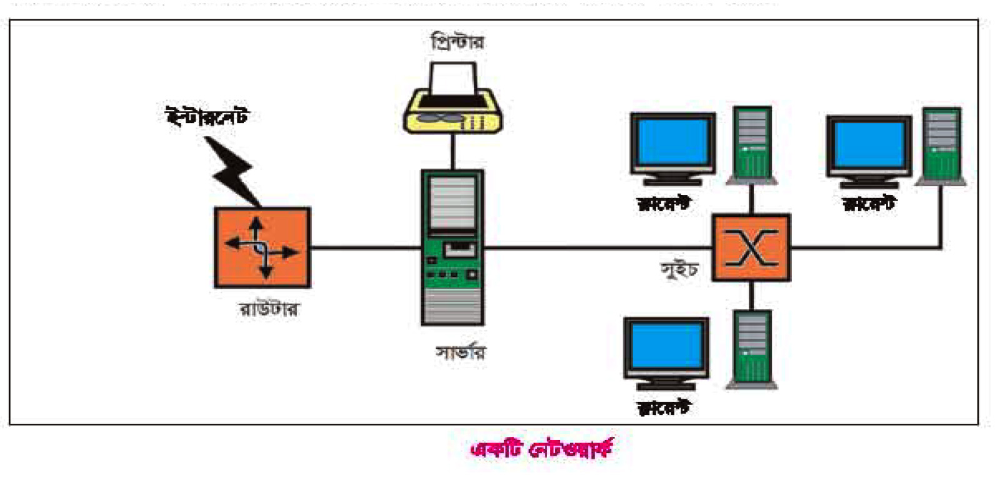 প্রিন্টার
ইন্টারনেট
ক্লায়েন্ট
ক্লায়েন্ট
সুইচ
রাউটার
সার্ভার
ক্লায়েন্ট
একটি নেটওয়ার্ক